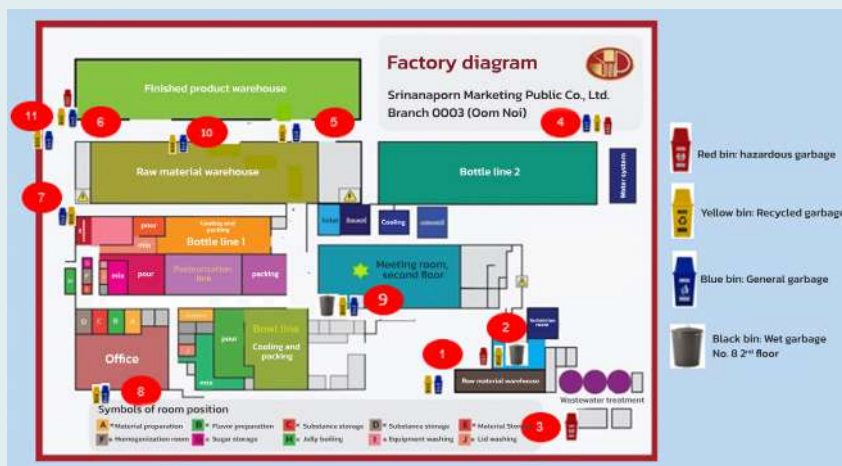 Factory diagram
Srinanaporn Marketing Public Co., Ltd.
Branch 0003 (Oom Noi)
Finished product warehouse
11
6
10
5
4
Raw material warehouse
Bottle line 2
Water system
Red bin: hazardous garbage
Yellow bin: Recycled garbage
7
pour
Cooling and packing
mix
Bottle line 1
Cooling
mix
pour
Pasteurization line
packing
Meeting room, second floor
Blue bin: General garbage
9
Black bin: Wet garbage
No. 8 2nd floor
D
C
B
A
Office
pour
Bowl line
Cooling and packing
mix
2
1
Raw material warehouse
Wastewater treatment
8
3
Symbols of room position
A = Material preparation
B = Flavor preparation
C = Substance storage
D = Substance storage
E = Material Storage
F = Homogenization room
G = Sugar storage
H = Jelly boiling
I = Equipment washing
J = Lid washing